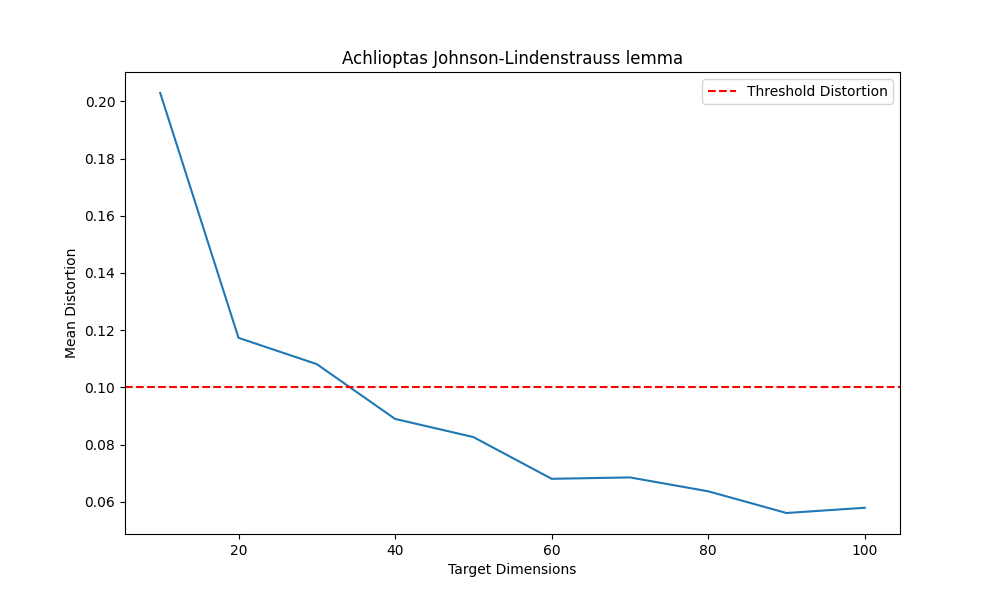 Achlioptas Johnson-Lindenstrauss lemma
Threshold Distortion
Mean Distortion
0.20
0.18
0.16
0.14
0.12
0.10
0.08
0.06
20 40 60 80 100
Target Dimensions